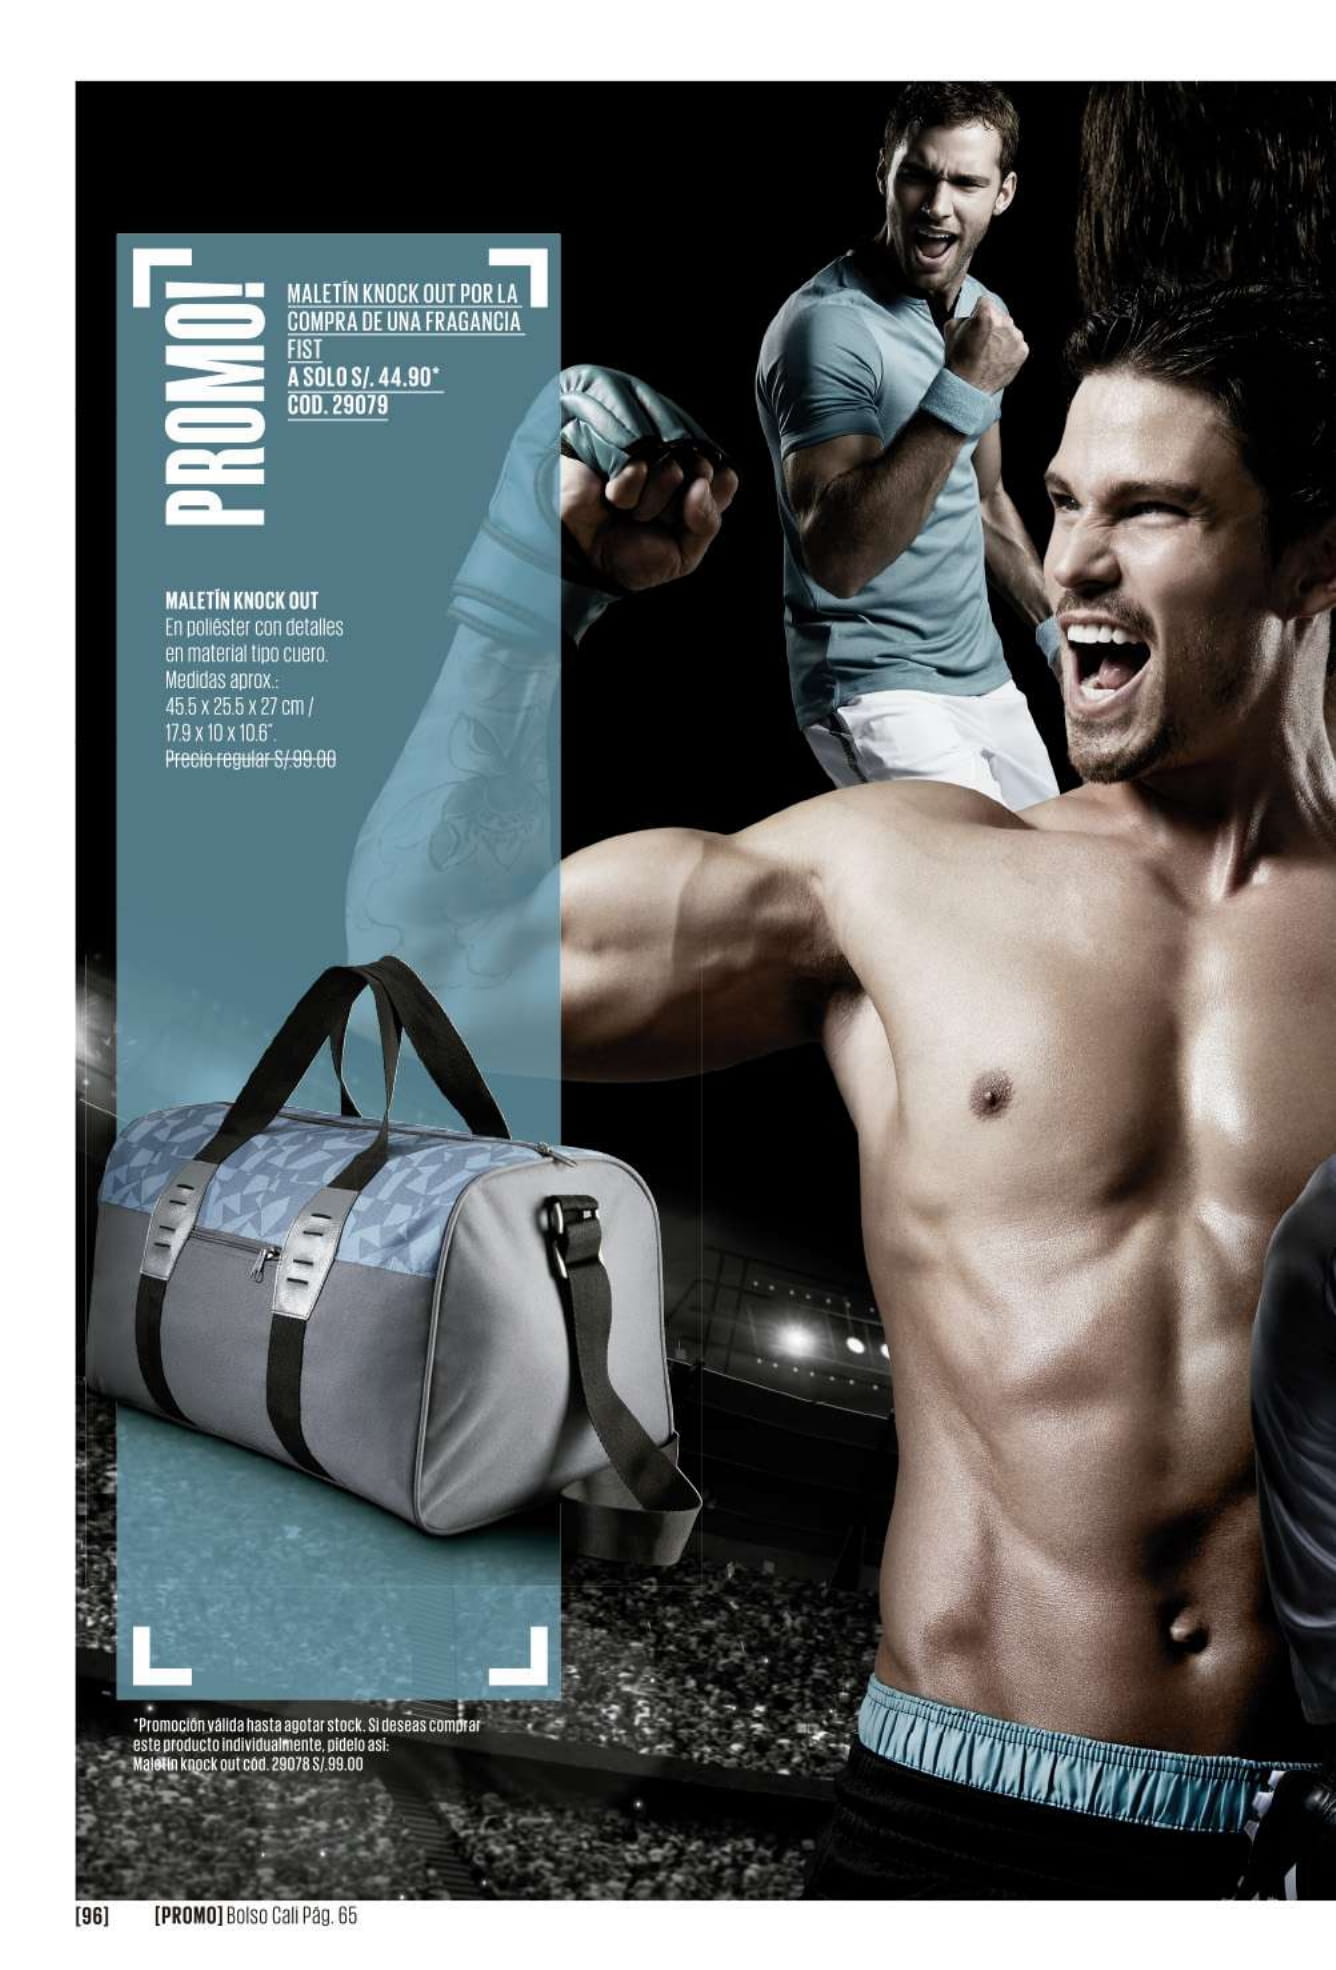 PROMO!
MALETÍN KNOCK OUT POR LA
COMPRA DE UNA FRAGANCIA
FIST
A SOLO S/. 44.90*
COD. 29079
MALETÍN KNOCK OUT
En poliéster con detalles
en material tipo cuero.
Medidas aprox.:
45.5 x 25.5 x 27 cm /
17.9 x 10 x 10.6".
Precio regular S/.99.00
*Promoción válida hasta agotar stock. Si deseas comprar
este producto individualmente, pídelo así:
Maletín knock out cód. 29078 S/.99.00
[96] [PROMO] Bolso Cali Pág. 65